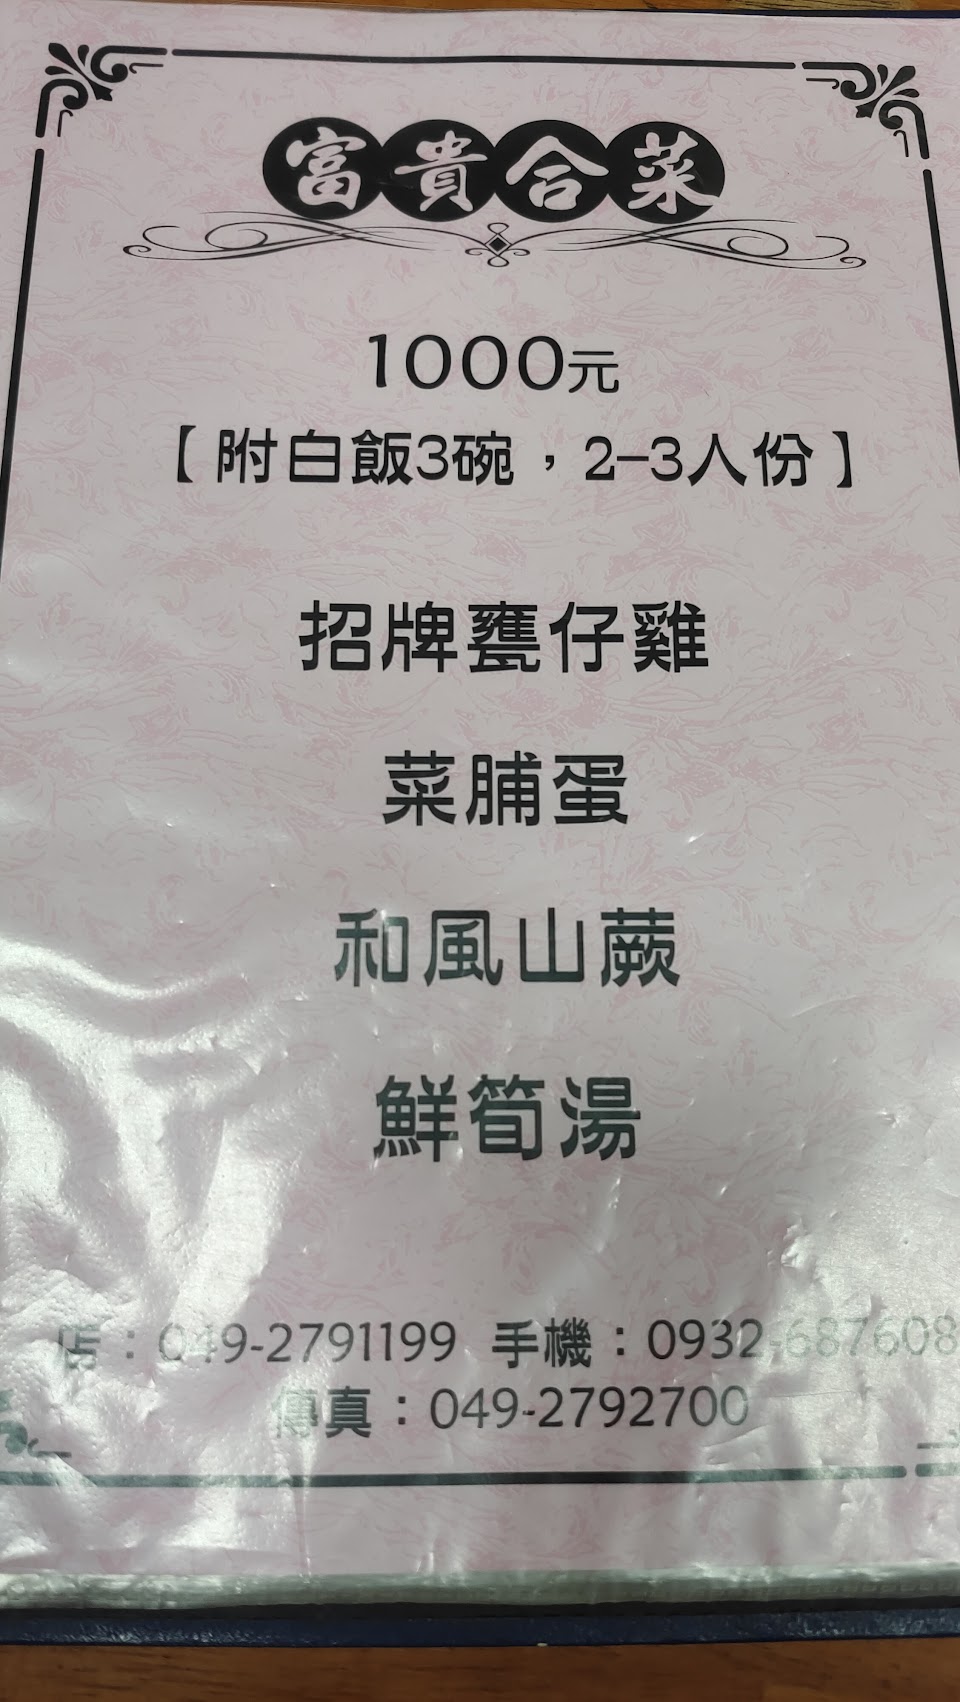 富貴合菜
1000元
【附白飯3碗，2-3人份】
招牌甕仔雞
菜脯蛋
和風山蕨
鮮筍湯
店：049-2791199 手機：0932-687608
傳真：049-2792700